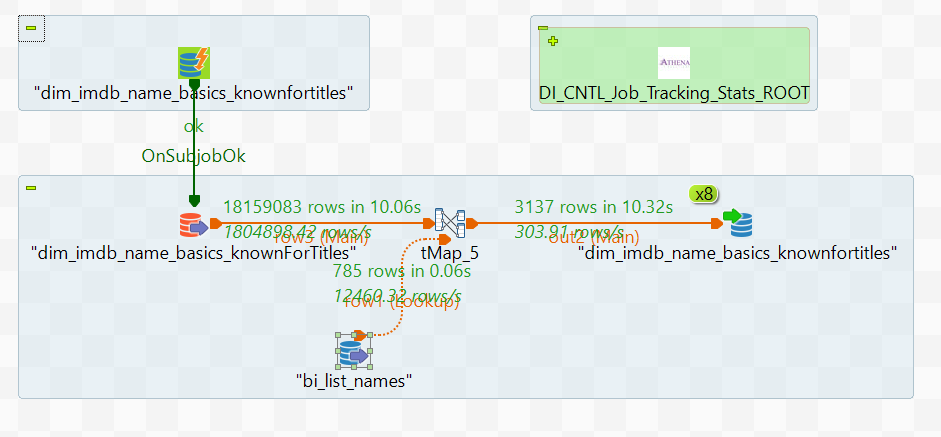 "dim_imdb_name_basics_knownfortitles"
ATHENA
DI_CNTL_Job_Tracking_Stats_ROOT
ok
OnSubjobOk
x8
18159083 rows in 10.06s
1804898.42 rows/s
row3 (Main)
3137 rows in 10.32s
303.91 rows/s
out2 (Main)
"dim_imdb_name_basics_knownForTitles"
tMap_5
"dim_imdb_name_basics_knownfortitles"
785 rows in 0.06s
12460.32 rows/s
row1 (Lookup)
"bi_list_names"